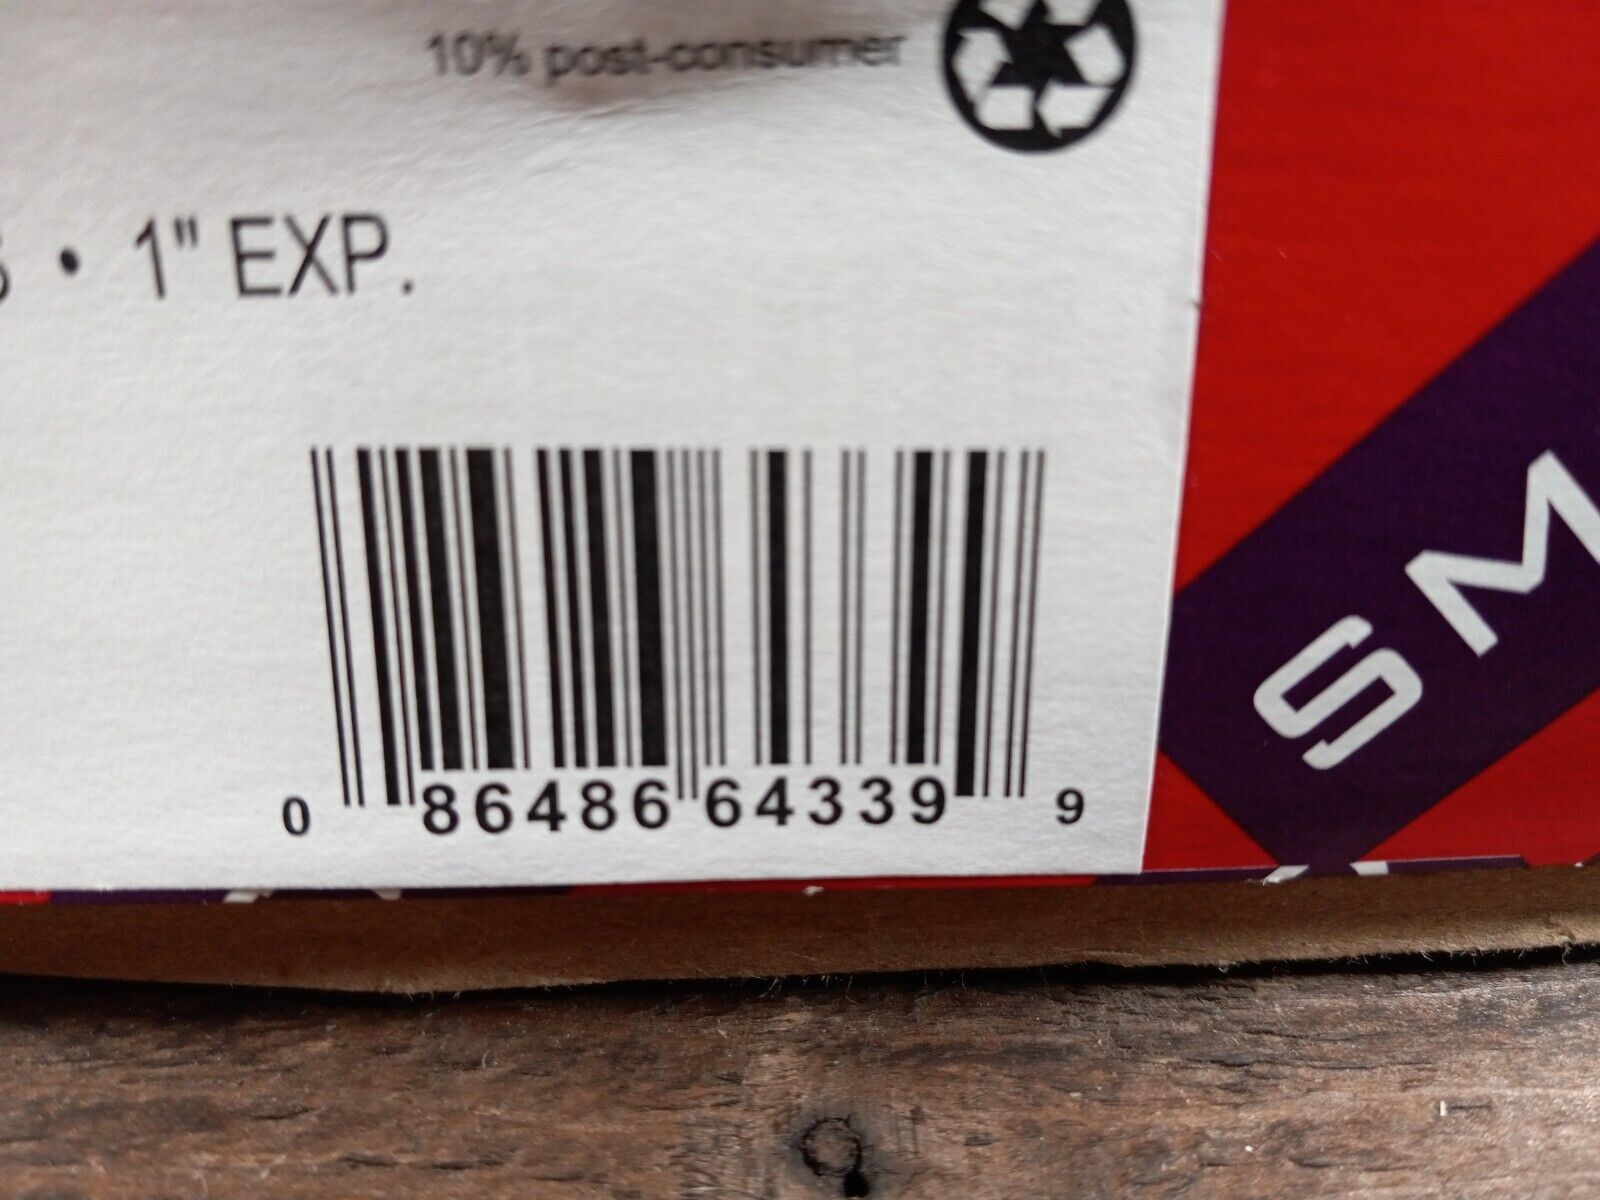 10% post-consumer
• 1" EXP.
0 86486 64339 9
SM